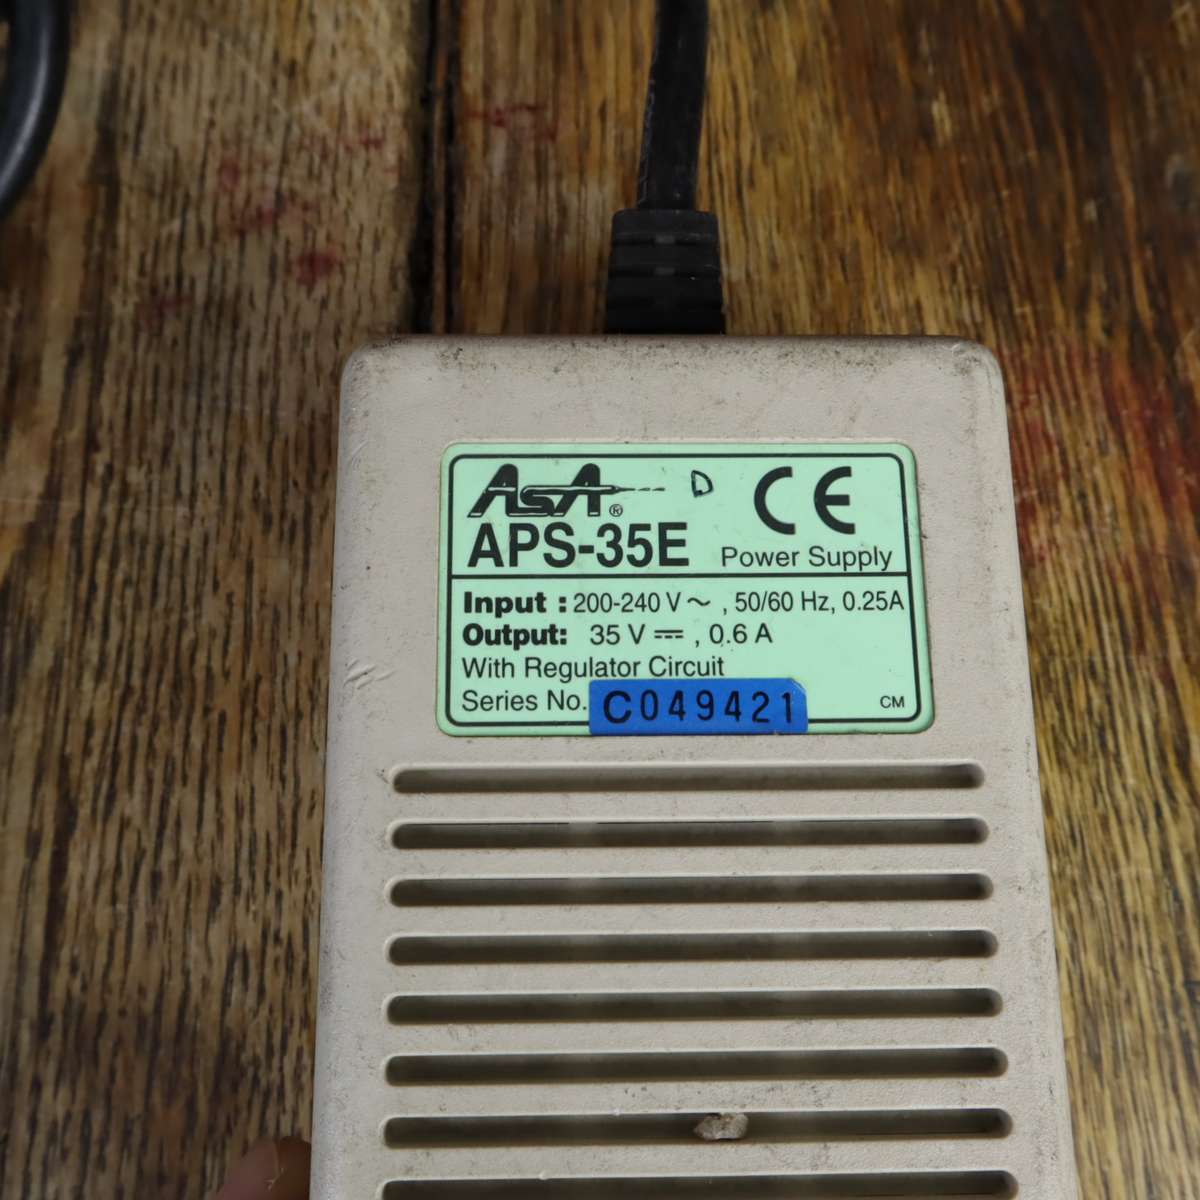 AsA® D CE
APS-35E Power Supply
Input : 200-240 V ~ , 50/60 Hz, 0.25A
Output: 35 V ⎓ , 0.6 A
With Regulator Circuit
Series No. C049421 CM